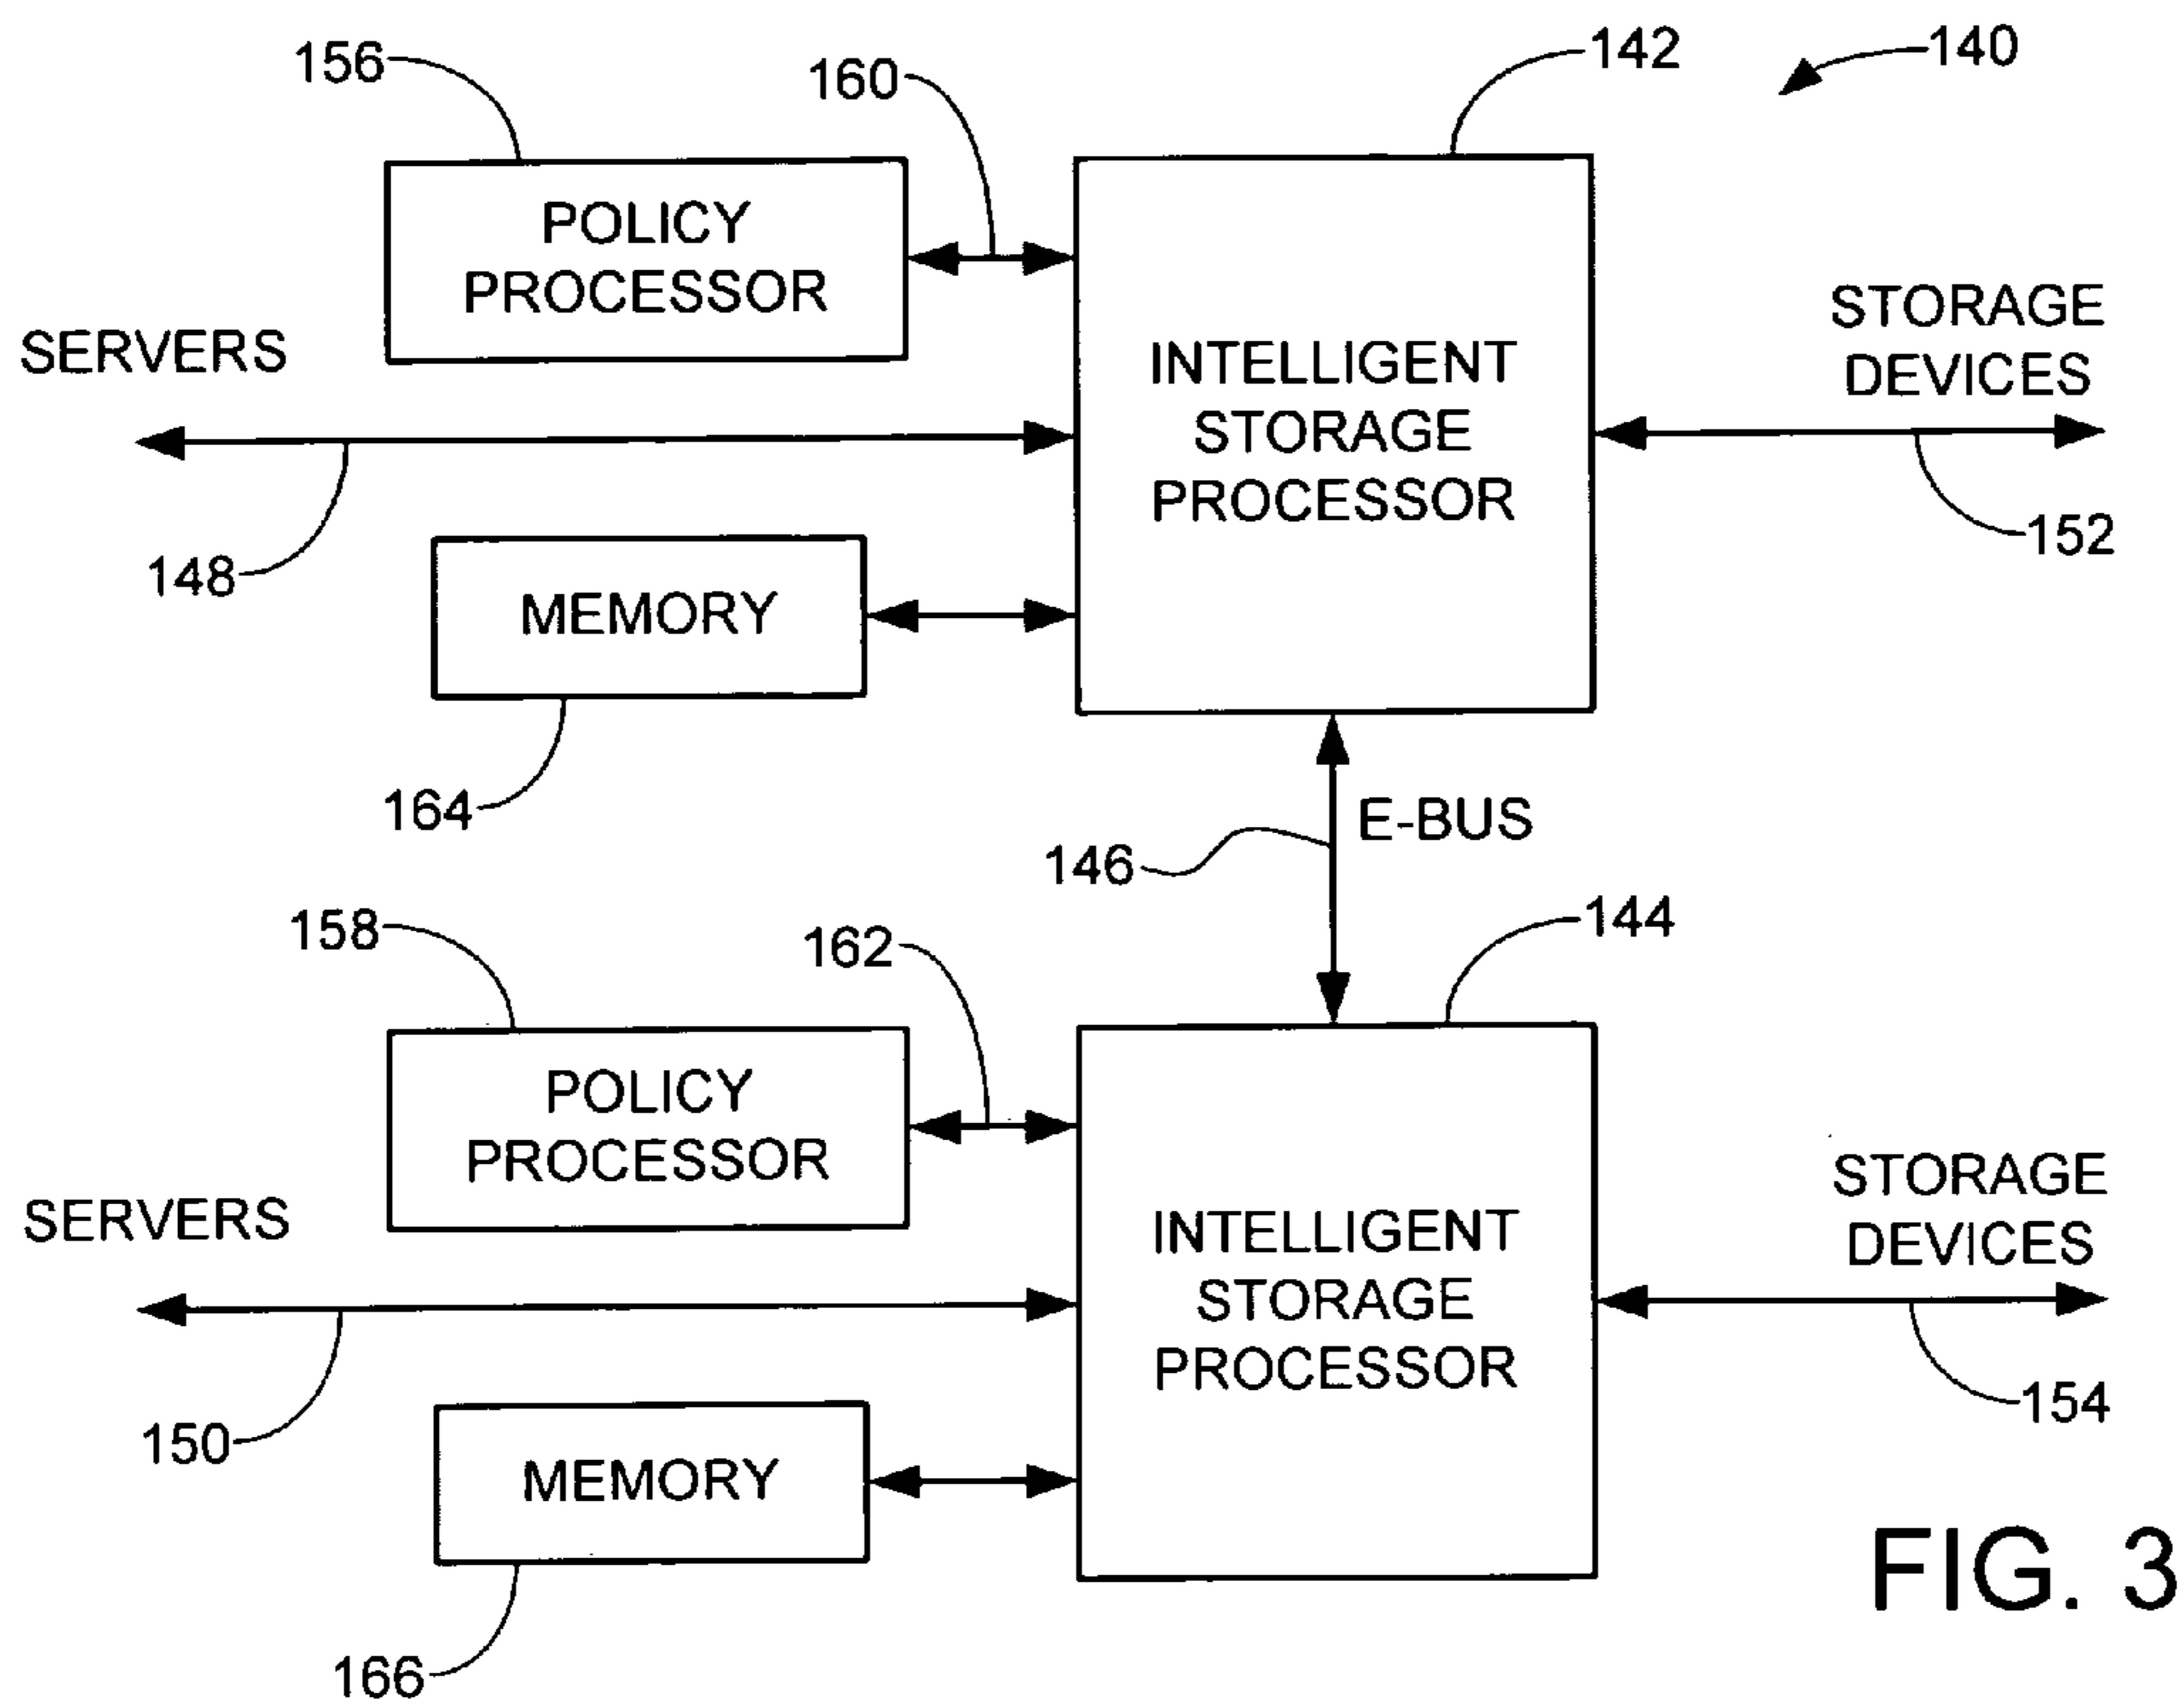 156
160
142
140
POLICY
PROCESSOR
SERVERS
INTELLIGENT
STORAGE
PROCESSOR
STORAGE
DEVICES
148
152
MEMORY
164
E-BUS
146
158
162
144
POLICY
PROCESSOR
SERVERS
INTELLIGENT
STORAGE
PROCESSOR
STORAGE
DEVICES
150
154
MEMORY
166
FIG. 3